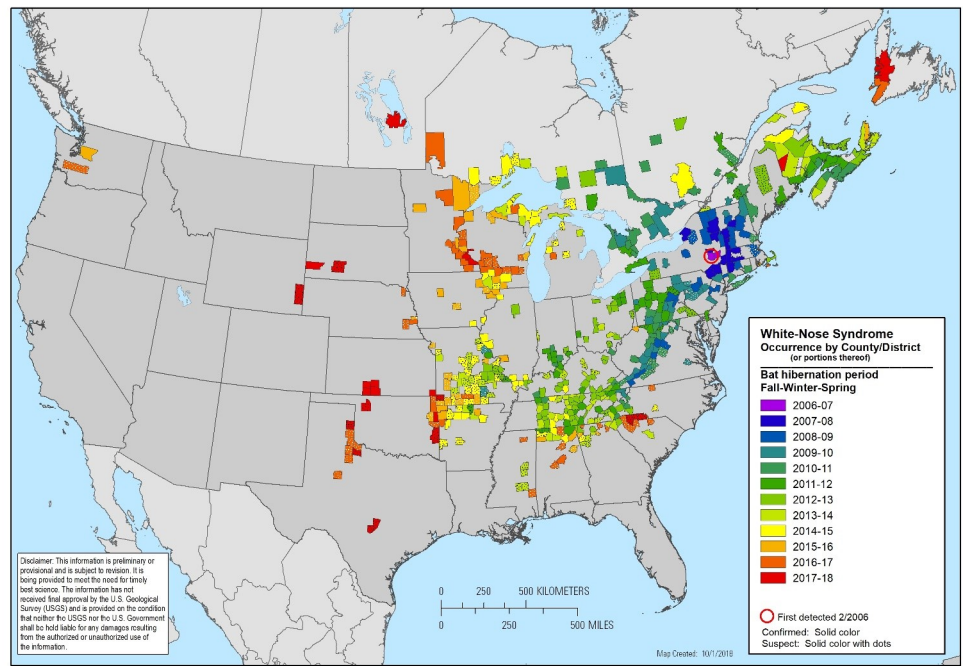 White-Nose Syndrome
Occurrence by County/District
(or portions thereof)
Bat hibernation period
Fall-Winter-Spring
2006-07
2007-08
2008-09
2009-10
2010-11
2011-12
2012-13
2013-14
2014-15
2015-16
2016-17
2017-18
First detected 2/2006
Confirmed: Solid color
Suspect: Solid color with dots
Disclaimer: This information is preliminary or
provisional and is subject to revision. It is
being provided to meet the need for timely
best science. The information has not
received final approval by the U.S. Geological
Survey (USGS) and is provided on the condition
that neither the USGS nor the U.S. Government
shall be held liable for any damages resulting
from the authorized or unauthorized use of
the information.
0 250 500 KILOMETERS
0 250 500 MILES
Map Created: 10/1/2018